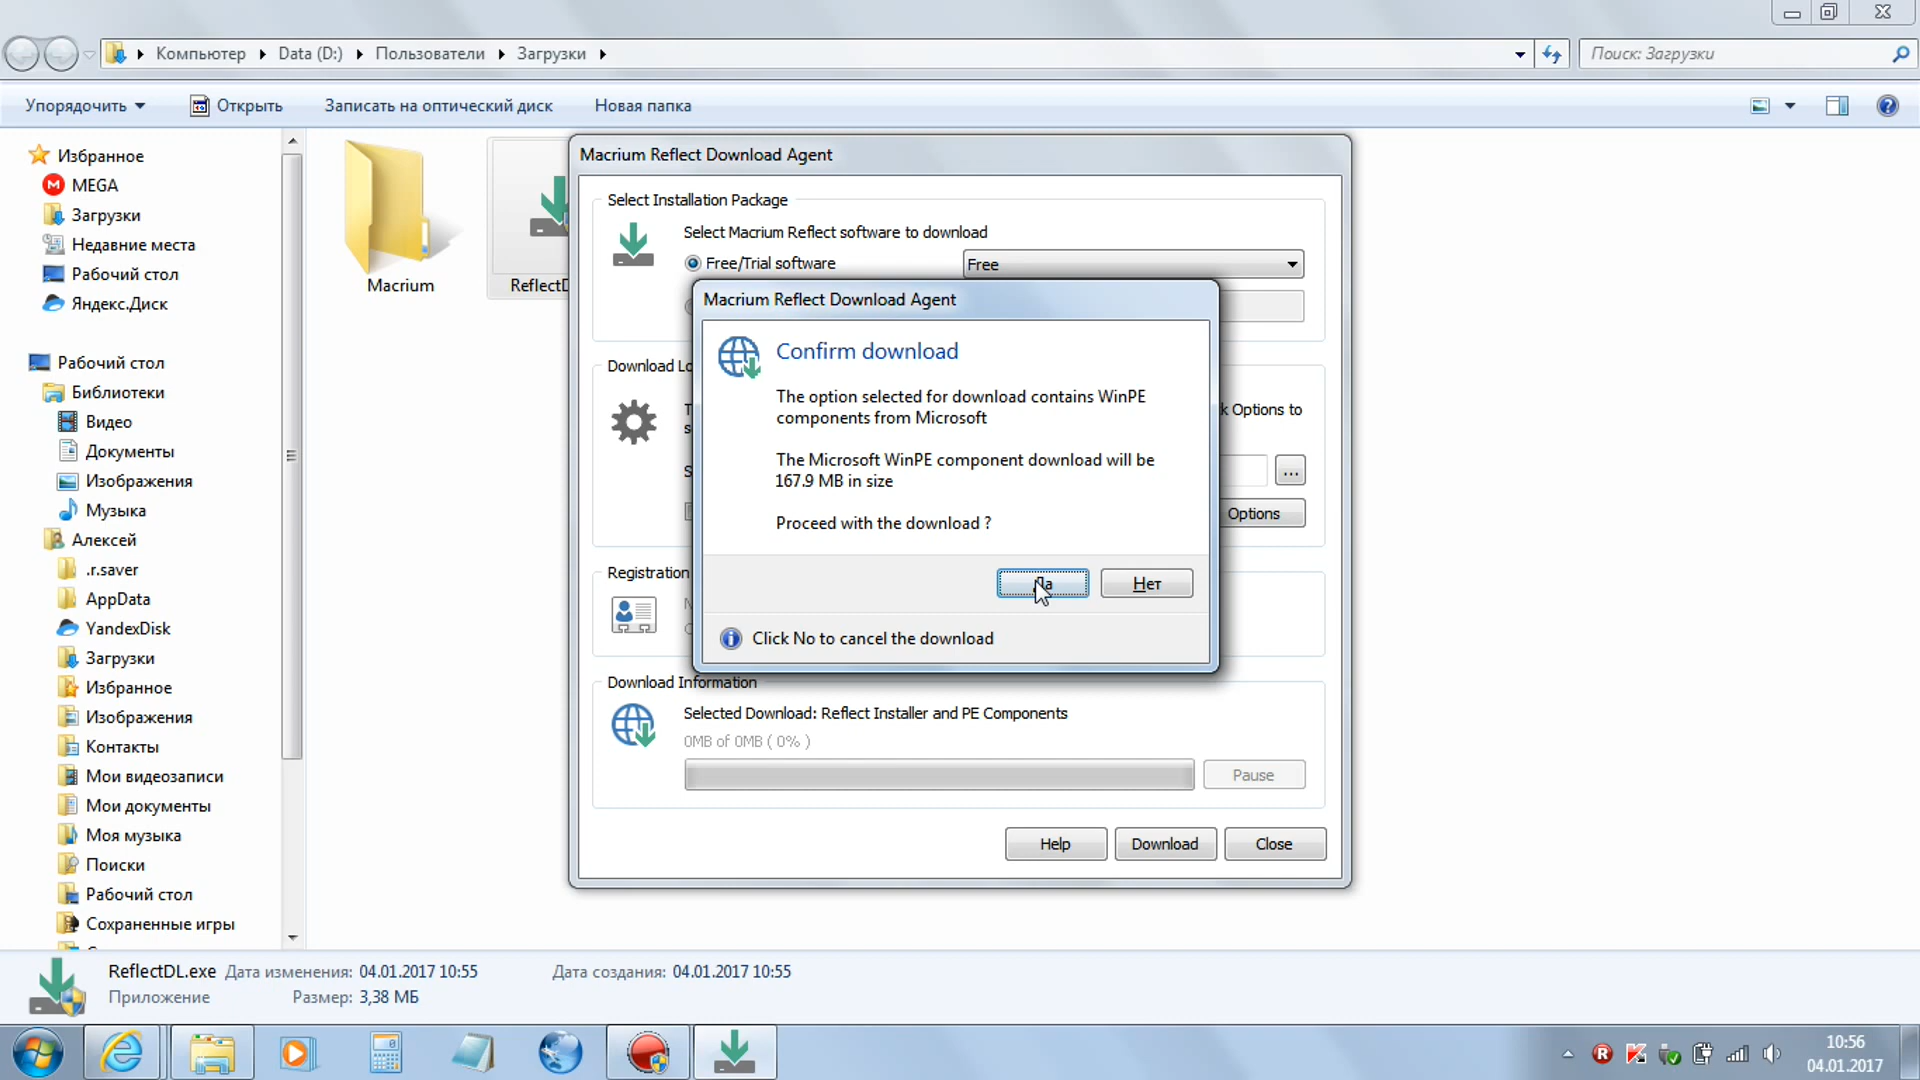 Компьютер
Data (D:)
Пользователи
Загрузки
Поиск: Загрузки
Упорядочить
Открыть
Записать на оптический диск
Новая папка
Избранное
MEGA
Загрузки
Недавние места
Рабочий стол
Яндекс.Диск
Рабочий стол
Библиотеки
Видео
Документы
Изображения
Музыка
Алексей
.r.saver
AppData
YandexDisk
Загрузки
Избранное
Изображения
Контакты
Мои видеозаписи
Мои документы
Моя музыка
Поиски
Рабочий стол
Сохраненные игры
Macrium
Macrium Reflect Download Agent
Select Installation Package
Select Macrium Reflect software to download
Free/Trial software
Free
Download
k Options to
...
Options
Registration
Macrium Reflect Download Agent
Confirm download
The option selected for download contains WinPE
components from Microsoft
The Microsoft WinPE component download will be
167.9 MB in size
Proceed with the download ?
Да
Нет
Click No to cancel the download
Download Information
Selected Download: Reflect Installer and PE Components
0MB of 0MB ( 0% )
Pause
Help
Download
Close
ReflectDL.exe Дата изменения: 04.01.2017 10:55
Дата создания: 04.01.2017 10:55
Приложение
Размер: 3,38 МБ
10:56
04.01.2017